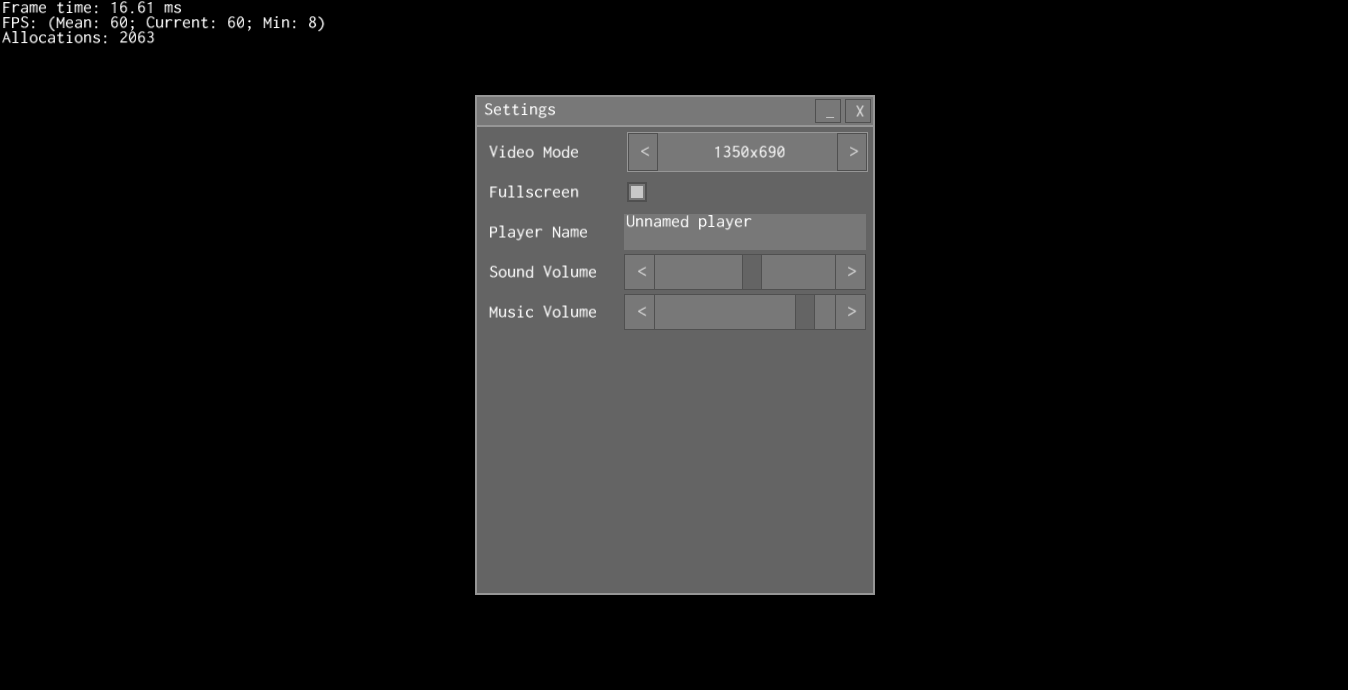 Frame time: 16.61 ms
FPS: (Mean: 60; Current: 60; Min: 8)
Allocations: 2063
Settings _ X
Video Mode < 1350x690 >
Fullscreen
Player Name Unnamed player
Sound Volume < >
Music Volume < >